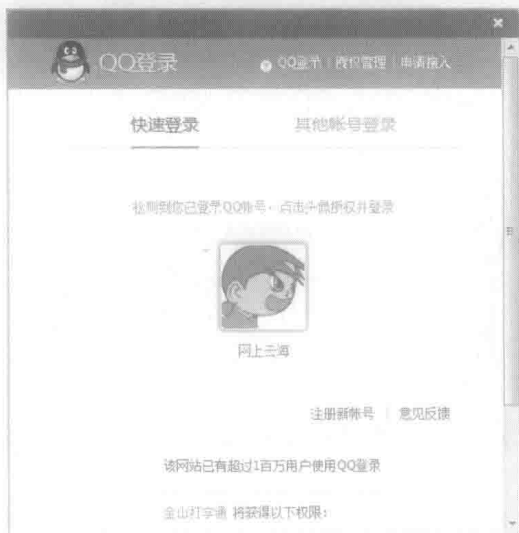 QQ登录
QQ登录 | 授权管理 | 申请接入
快速登录 其他帐号登录
检测到您已登录QQ帐号，点击头像授权并登录
网上云海
注册新帐号 | 意见反馈
该网站已有超过1百万用户使用QQ登录
金山打字通 将获得以下权限：